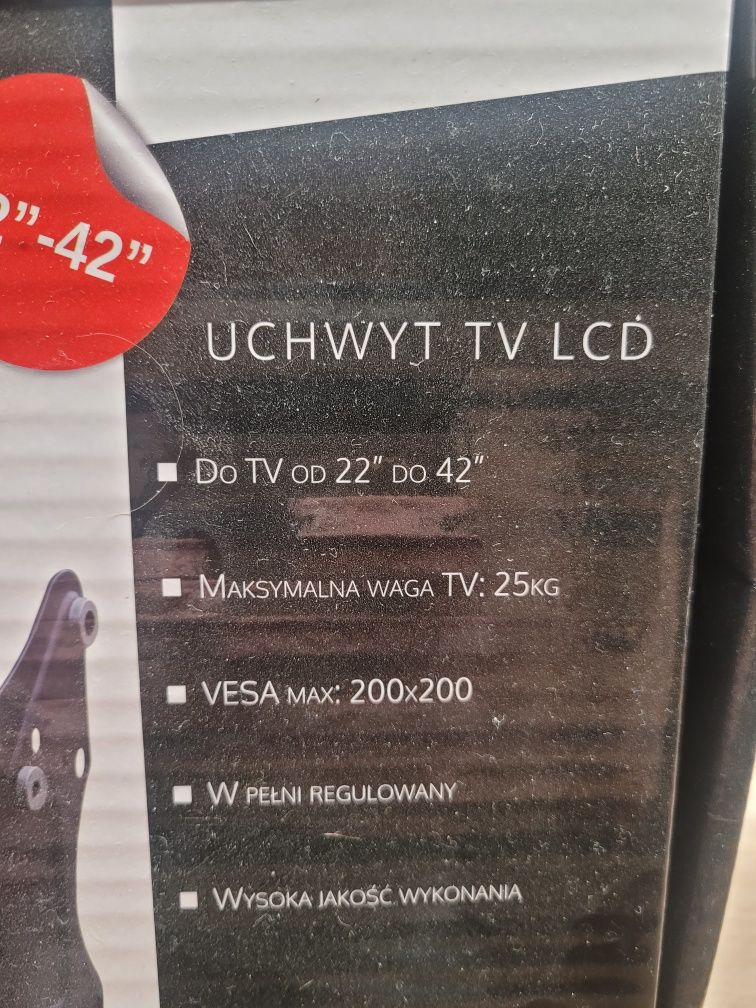 "-42"
UCHWYT TV LCD
Do TV od 22" do 42"
Maksymalna waga TV: 25kg
VESA max: 200x200
W pełni regulowany
Wysoka jakość wykonania